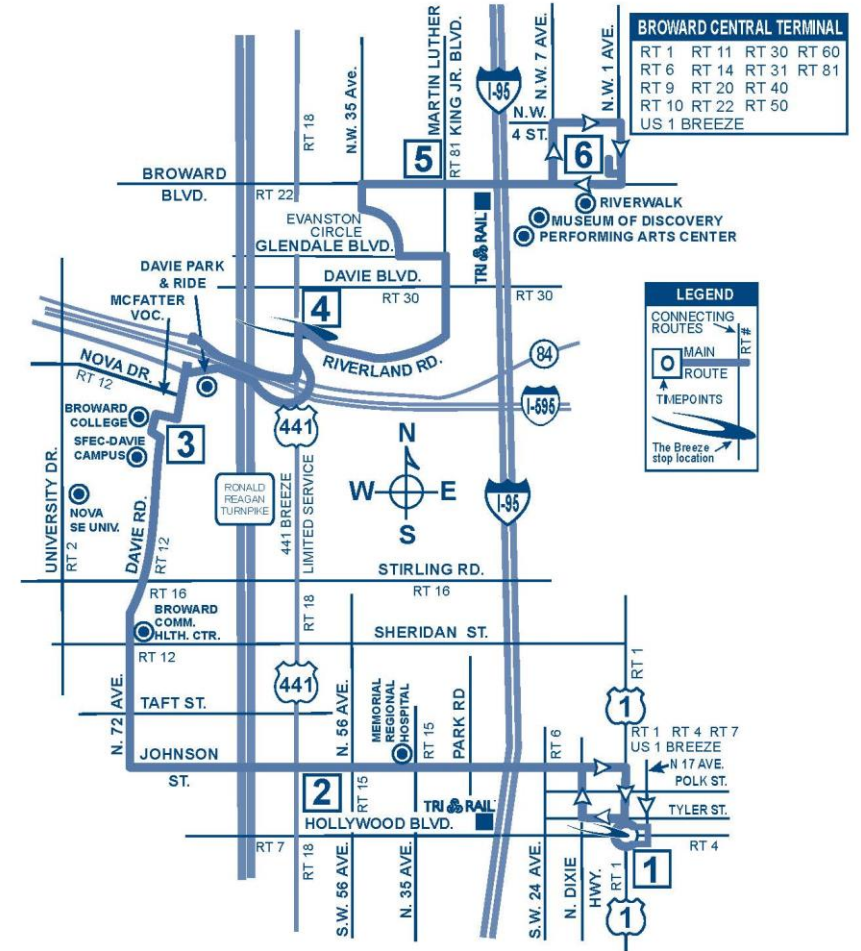 BROWARD CENTRAL TERMINAL
RT 1 RT 11 RT 30 RT 60
RT 6 RT 14 RT 31 RT 81
RT 9 RT 20 RT 40
RT 10 RT 22 RT 50
US 1 BREEZE
RT 18
N.W. 35 Ave.
MARTIN LUTHER
KING JR. BLVD.
RT 81
I-95
N.W. 7 AVE.
N.W. 1 AVE.
N.W.
4 ST.
5
6
BROWARD
BLVD.
RT 22
TRI RAIL
RIVERWALK
MUSEUM OF DISCOVERY
PERFORMING ARTS CENTER
EVANSTON
CIRCLE
GLENDALE BLVD.
DAVIE BLVD.
RT 30
RT 30
DAVIE PARK
& RIDE
MCFATTER
VOC.
4
RIVERLAND RD.
84
I-595
LEGEND
CONNECTING
ROUTES
RT#
MAIN
ROUTE
TIMEPOINTS
The Breeze
stop location
NOVA DR.
RT 12
BROWARD
COLLEGE
SFEC-DAVIE
CAMPUS
3
441
N
W
E
S
RONALD
REAGAN
TURNPIKE
441 BREEZE
LIMITED SERVICE
I-95
UNIVERSITY DR.
RT 2
NOVA
SE UNIV.
DAVIE RD.
RT 12
STIRLING RD.
RT 16
RT 16
RT 18
BROWARD
COMM.
HLTH. CTR.
SHERIDAN ST.
RT 12
RT 1
441
1
N. 72 AVE.
TAFT ST.
N. 56 AVE.
MEMORIAL
REGIONAL
HOSPITAL
RT 15
PARK RD
RT 6
RT 1 RT 4 RT 7
US 1 BREEZE
N 17 AVE.
POLK ST.
TYLER ST.
JOHNSON
ST.
2
RT 15
TRI RAIL
HOLLYWOOD BLVD.
RT 7
RT 4
RT 18
S.W. 56 AVE.
N. 35 AVE.
S.W. 24 AVE.
N. DIXIE
HWY.
RT 1
1
1